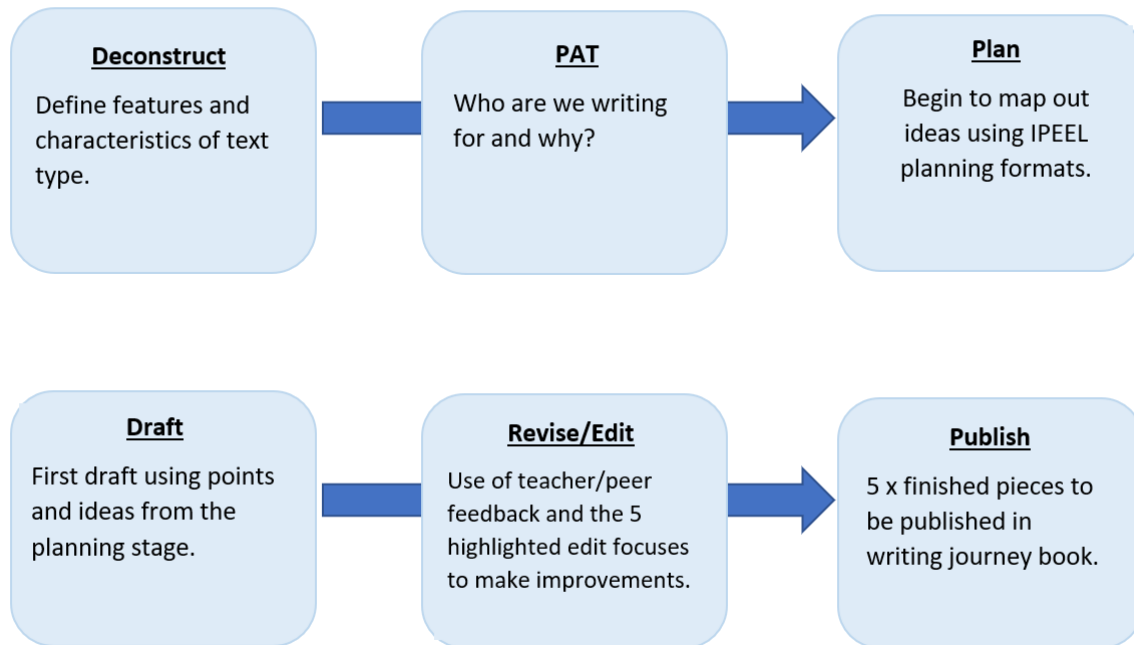 Deconstruct
Define features and
characteristics of text
type.
PAT
Who are we writing
for and why?
Plan
Begin to map out
ideas using IPEEL
planning formats.
Draft
First draft using points
and ideas from the
planning stage.
Revise/Edit
Use of teacher/peer
feedback and the 5
highlighted edit focuses
to make improvements.
Publish
5 x finished pieces to
be published in
writing journey book.